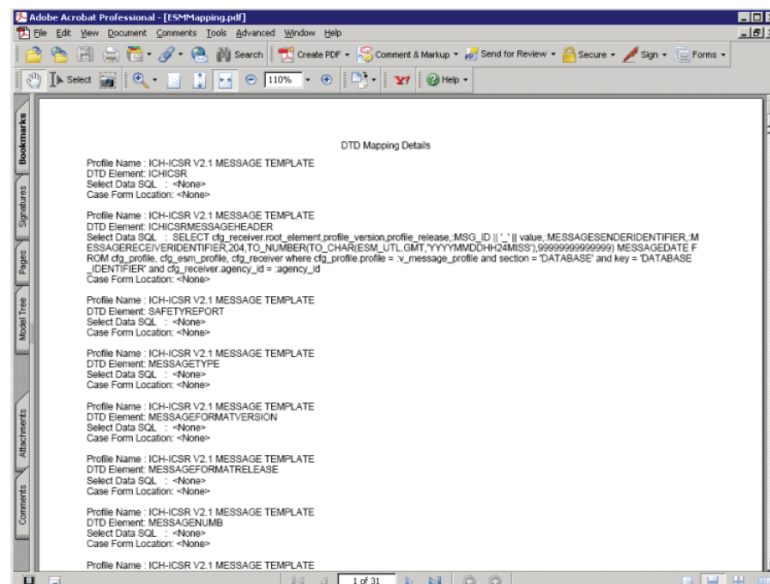 Adobe Acrobat Professional - [ESMMapping.pdf]
File Edit View Document Comments Tools Advanced Window Help
Search Create PDF Comment & Markup Send for Review Secure Sign Forms
Select 110% Y! Help
Bookmarks
Signatures
Pages
Model Tree
Attachments
Comments
DTD Mapping Details
Profile Name : ICH-ICSR V2.1 MESSAGE TEMPLATE
DTD Element: ICHICSR
Select Data SQL : <None>
Case Form Location: <None>
Profile Name : ICH-ICSR V2.1 MESSAGE TEMPLATE
DTD Element: ICHICSRMESSAGEHEADER
Select Data SQL : SELECT cfg_receiver.root_element,profile_version,profile_release,:MSG_ID || '_' || value,:MESSAGESENDERIDENTIFIER,:M
ESSAGERECEIVERIDENTIFIER,204,TO_NUMBER(TO_CHAR(ESM_UTL.GMT,'YYYYMMDDHH24MISS'),99999999999999) MESSAGEDATE F
ROM cfg_profile, cfg_esm_profile, cfg_receiver where cfg_profile.profile = :v_message_profile and section = 'DATABASE' and key = 'DATABASE
_IDENTIFIER' and cfg_receiver.agency_id = :agency_id
Case Form Location: <None>
Profile Name : ICH-ICSR V2.1 MESSAGE TEMPLATE
DTD Element: SAFETYREPORT
Select Data SQL : <None>
Case Form Location: <None>
Profile Name : ICH-ICSR V2.1 MESSAGE TEMPLATE
DTD Element: MESSAGETYPE
Select Data SQL : <None>
Case Form Location: <None>
Profile Name : ICH-ICSR V2.1 MESSAGE TEMPLATE
DTD Element: MESSAGEFORMATVERSION
Select Data SQL : <None>
Case Form Location: <None>
Profile Name : ICH-ICSR V2.1 MESSAGE TEMPLATE
DTD Element: MESSAGEFORMATRELEASE
Select Data SQL : <None>
Case Form Location: <None>
Profile Name : ICH-ICSR V2.1 MESSAGE TEMPLATE
DTD Element: MESSAGENUMB
Select Data SQL : <None>
Case Form Location: <None>
Profile Name : ICH-ICSR V2.1 MESSAGE TEMPLATE
1 of 31